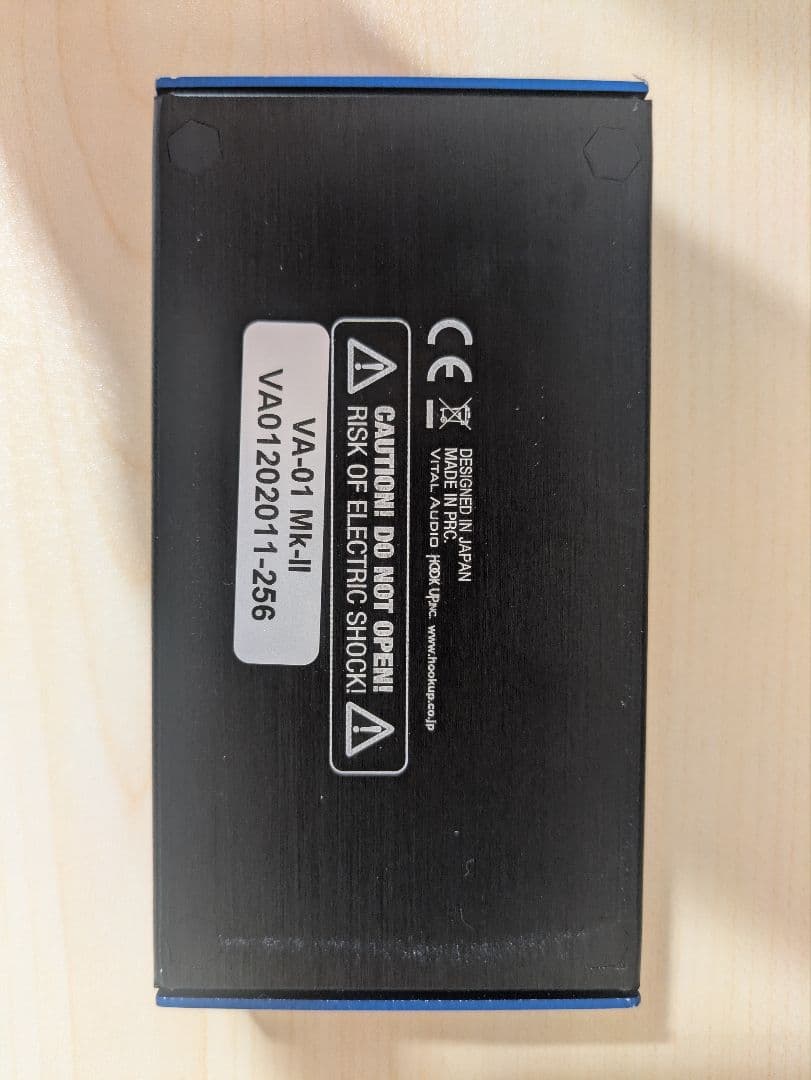 CE
DESIGNED IN JAPAN
MADE IN PRC.
VITAL AUDIO HOOK UP,INC. www.hookup.co.jp
CAUTION! DO NOT OPEN!
RISK OF ELECTRIC SHOCK!
VA-01 Mk-II
VA01202011-256